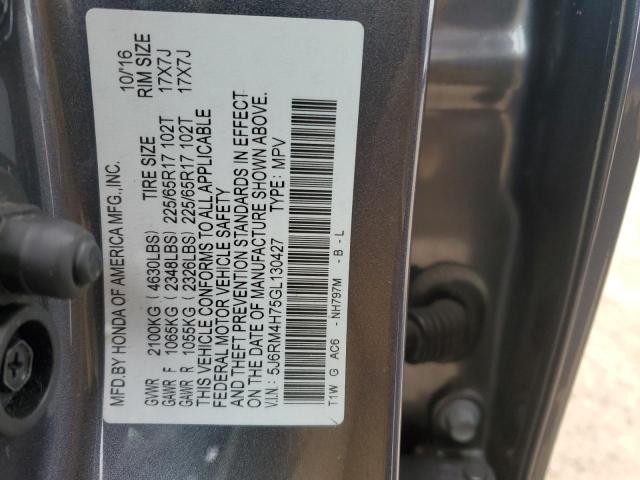 MFD.BY HONDA OF AMERICA MFG.,INC. 10/16
TIRE SIZE RIM SIZE
GVWR 2100KG ( 4630LBS)
GAWR F 1065KG ( 2348LBS) 225/65R17 102T 17X7J
GAWR R 1055KG ( 2326LBS) 225/65R17 102T 17X7J
THIS VEHICLE CONFORMS TO ALL APPLICABLE
FEDERAL MOTOR VEHICLE SAFETY
AND THEFT PREVENTION STANDARDS IN EFFECT
ON THE DATE OF MANUFACTURE SHOWN ABOVE.
V.I.N: 5J6RM4H75GL130427 TYPE: MPV
T1W G AC6 - NH797M - B - L